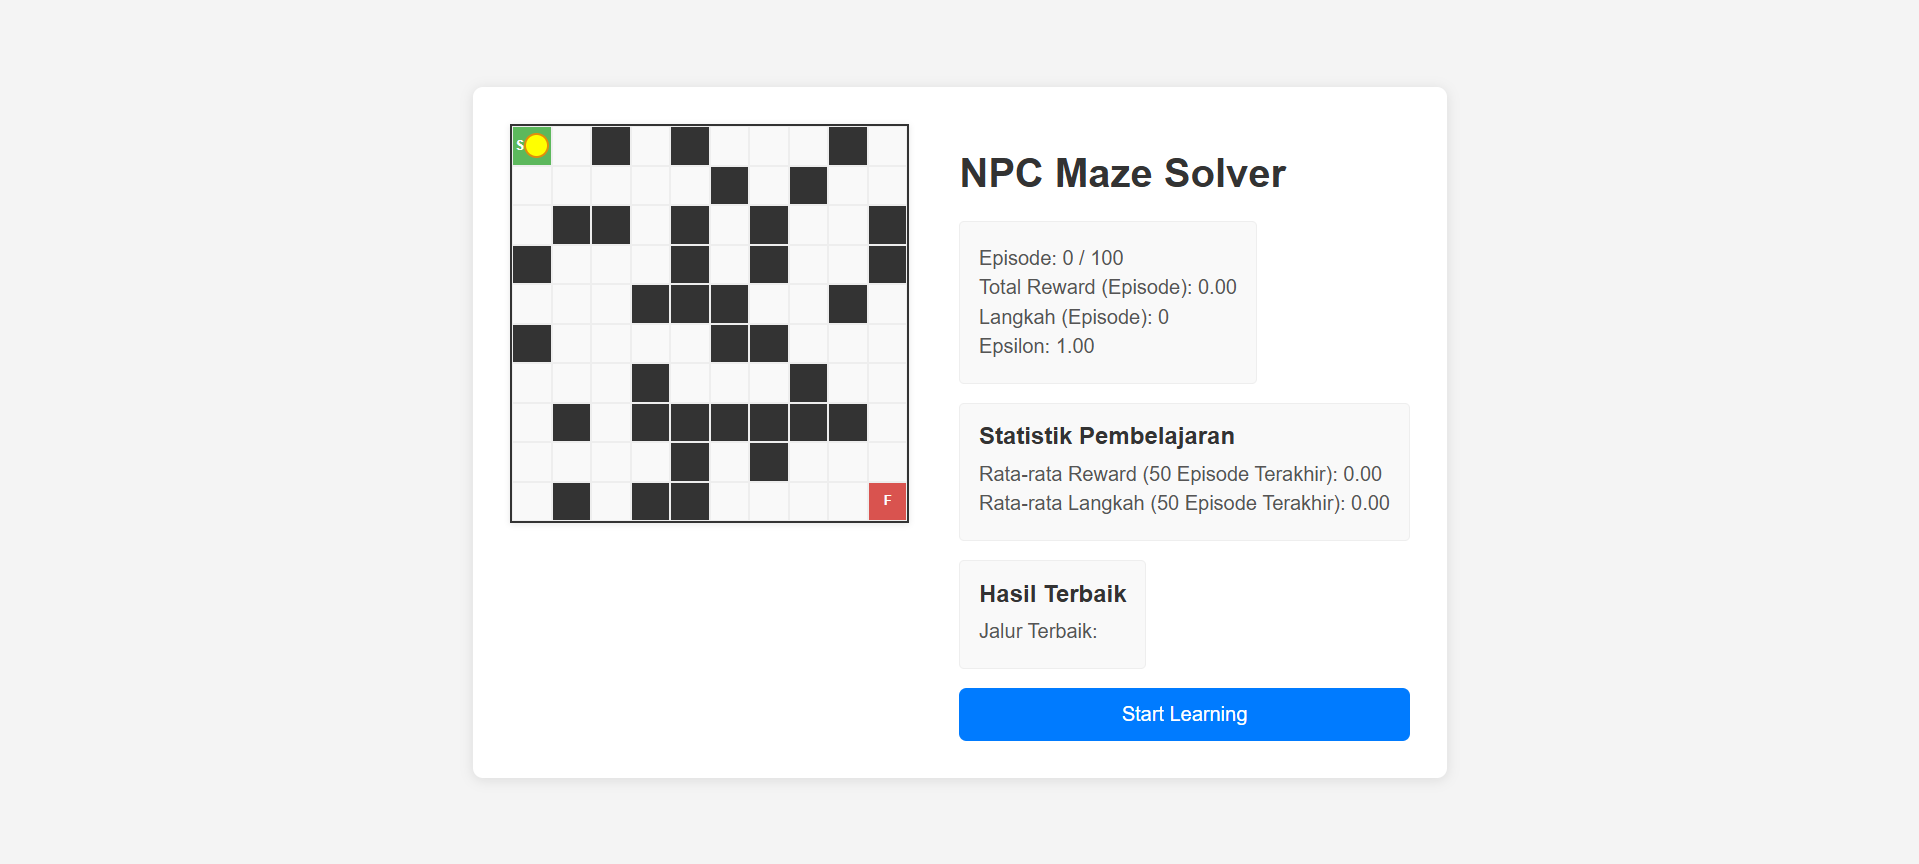 S
F
NPC Maze Solver
Episode: 0 / 100
Total Reward (Episode): 0.00
Langkah (Episode): 0
Epsilon: 1.00
Statistik Pembelajaran
Rata-rata Reward (50 Episode Terakhir): 0.00
Rata-rata Langkah (50 Episode Terakhir): 0.00
Hasil Terbaik
Jalur Terbaik:
Start Learning